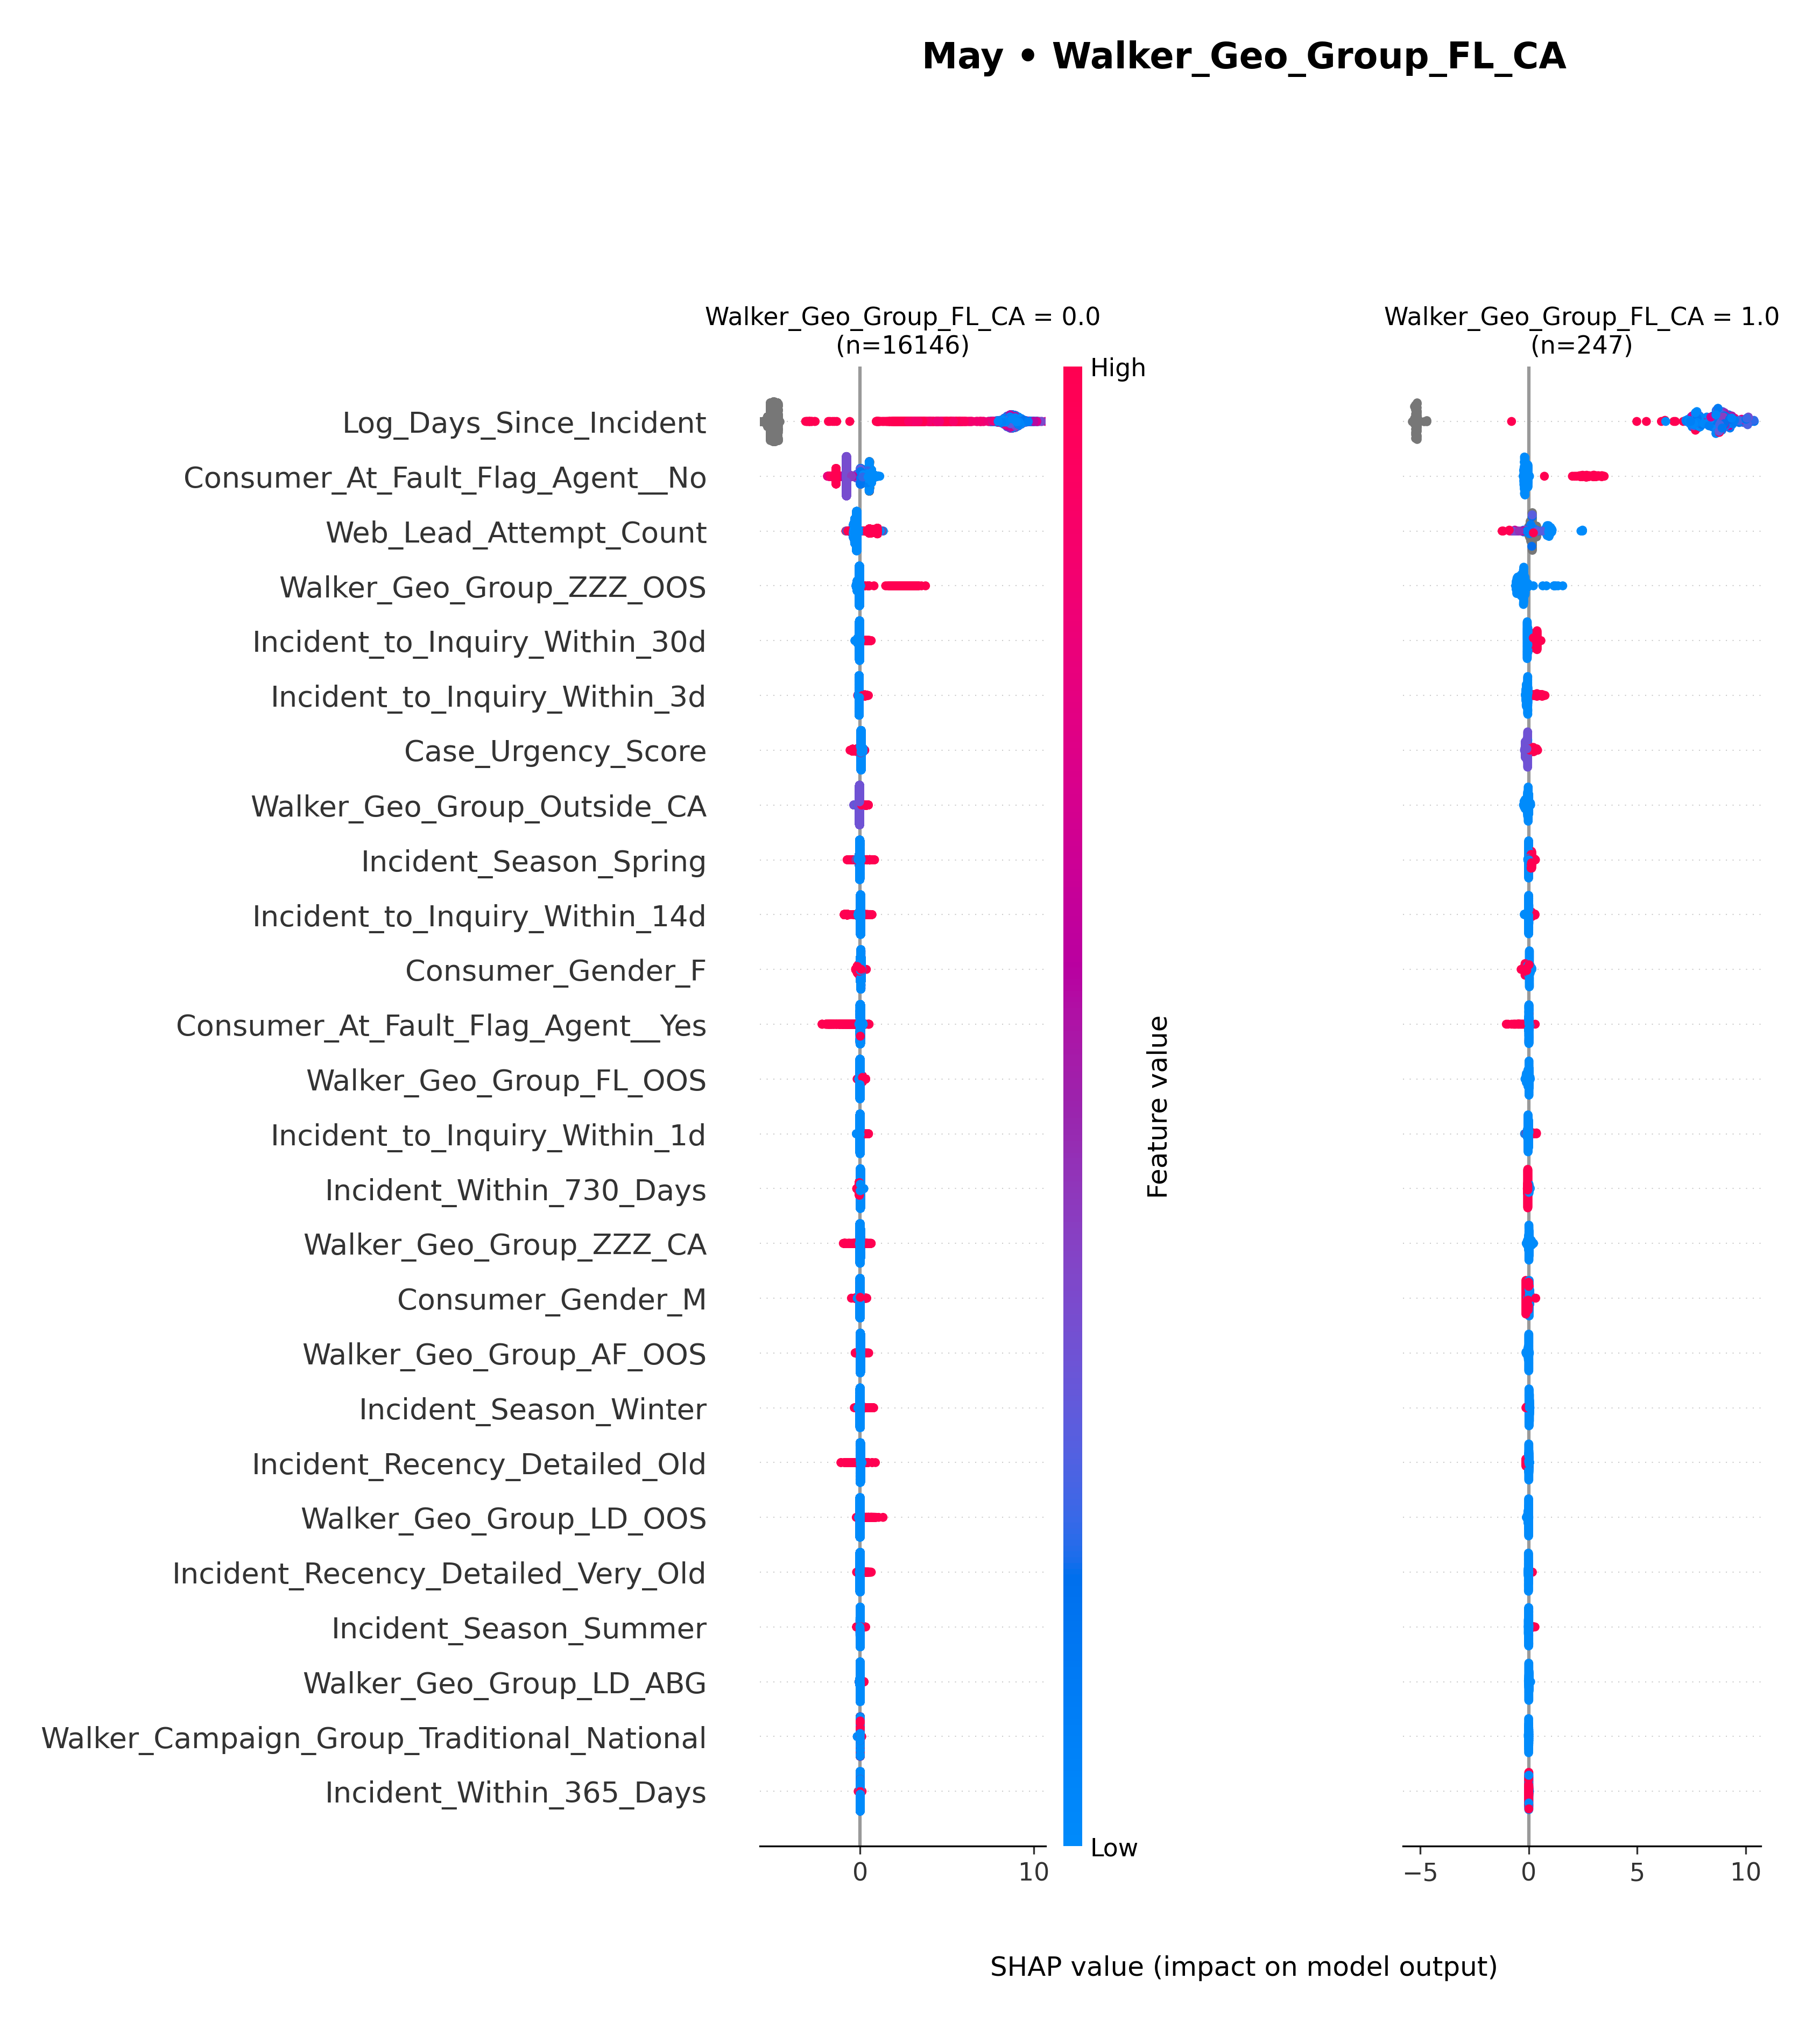 May • Walker_Geo_Group_FL_CA
Walker_Geo_Group_FL_CA = 0.0
(n=16146)
Walker_Geo_Group_FL_CA = 1.0
(n=247)
High
Log_Days_Since_Incident
Consumer_At_Fault_Flag_Agent__No
Web_Lead_Attempt_Count
Walker_Geo_Group_ZZZ_OOS
Incident_to_Inquiry_Within_30d
Incident_to_Inquiry_Within_3d
Case_Urgency_Score
Walker_Geo_Group_Outside_CA
Incident_Season_Spring
Incident_to_Inquiry_Within_14d
Consumer_Gender_F
Consumer_At_Fault_Flag_Agent__Yes
Walker_Geo_Group_FL_OOS
Incident_to_Inquiry_Within_1d
Incident_Within_730_Days
Walker_Geo_Group_ZZZ_CA
Consumer_Gender_M
Walker_Geo_Group_AF_OOS
Incident_Season_Winter
Incident_Recency_Detailed_Old
Walker_Geo_Group_LD_OOS
Incident_Recency_Detailed_Very_Old
Incident_Season_Summer
Walker_Geo_Group_LD_ABG
Walker_Campaign_Group_Traditional_National
Incident_Within_365_Days
Feature value
Low
0 10
−5 0 5 10
SHAP value (impact on model output)